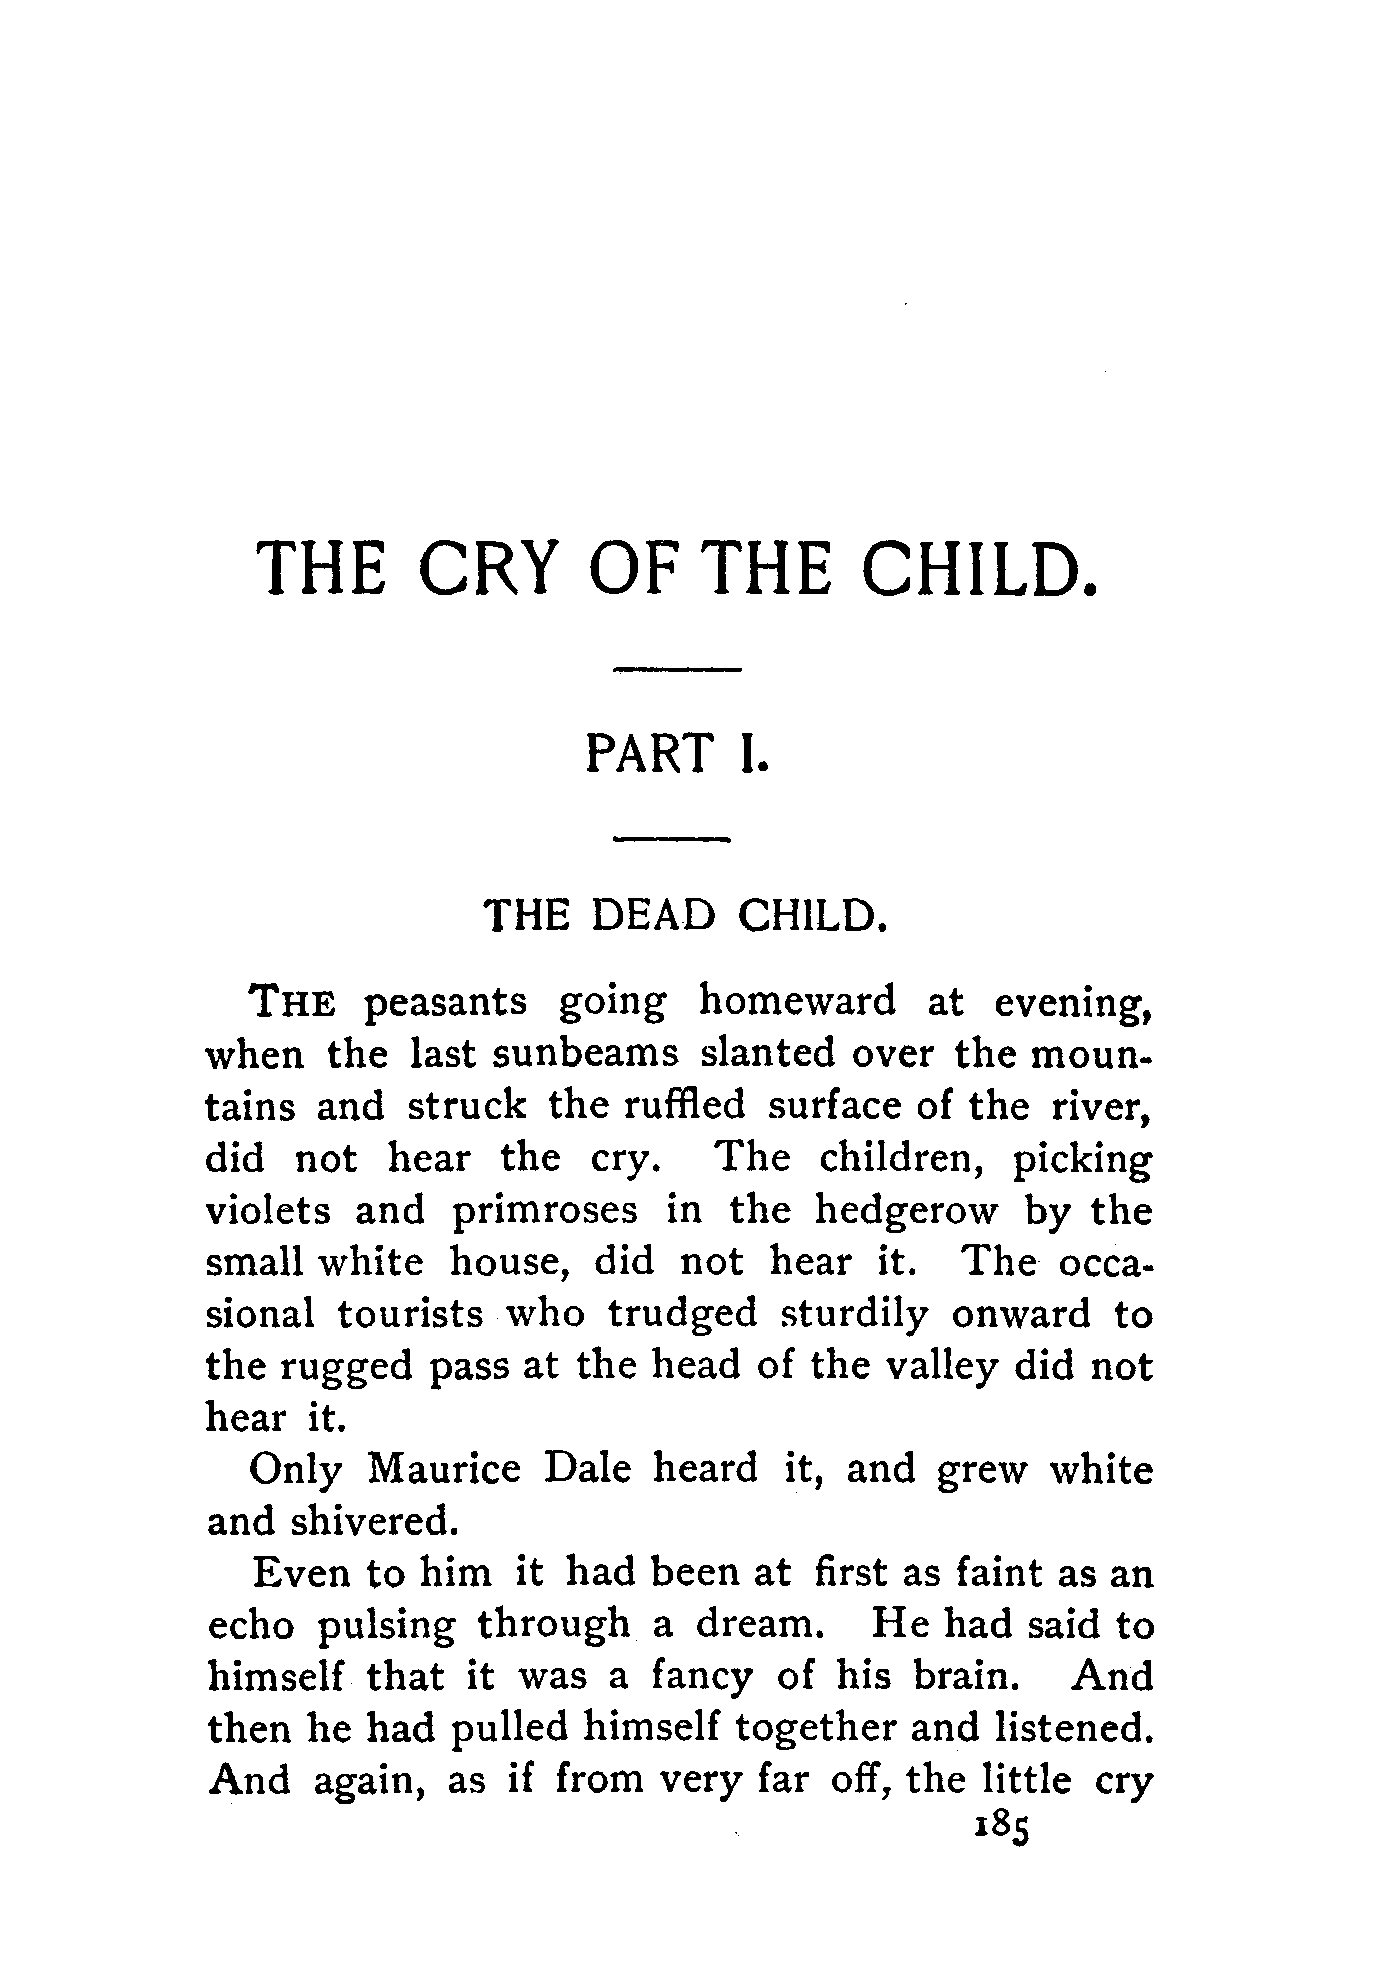 THE CRY OF THE CHILD.
PART I.
THE DEAD CHILD.
THE peasants going homeward at evening,
when the last sunbeams slanted over the moun-
tains and struck the ruffled surface of the river,
did not hear the cry. The children, picking
violets and primroses in the hedgerow by the
small white house, did not hear it. The occa-
sional tourists who trudged sturdily onward to
the rugged pass at the head of the valley did not
hear it.
Only Maurice Dale heard it, and grew white
and shivered.
Even to him it had been at first as faint as an
echo pulsing through a dream. He had said to
himself that it was a fancy of his brain. And
then he had pulled himself together and listened.
And again, as if from very far off, the little cry
185